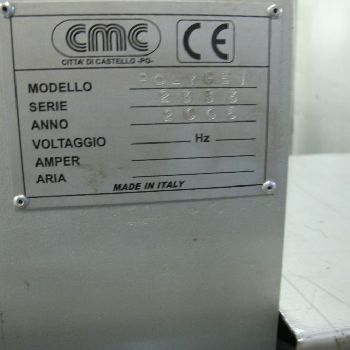 cmc CE
CITTA' DI CASTELLO -PG-
MODELLO
SERIE
ANNO
VOLTAGGIO Hz
AMPER
ARIA
MADE IN ITALY